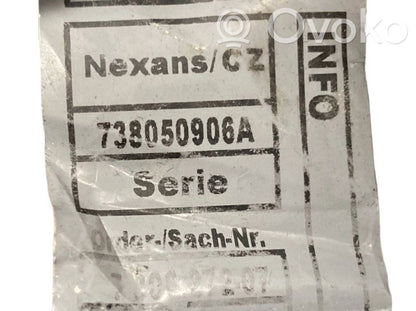 Ovoko
Nexans/CZ
INFO
738050906A
Serie
Order-/Sach-Nr.